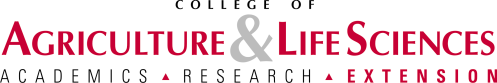 COLLEGE OF
AGRICULTURE & LIFE SCIENCES
ACADEMICS ▲ RESEARCH ▲ EXTENSION